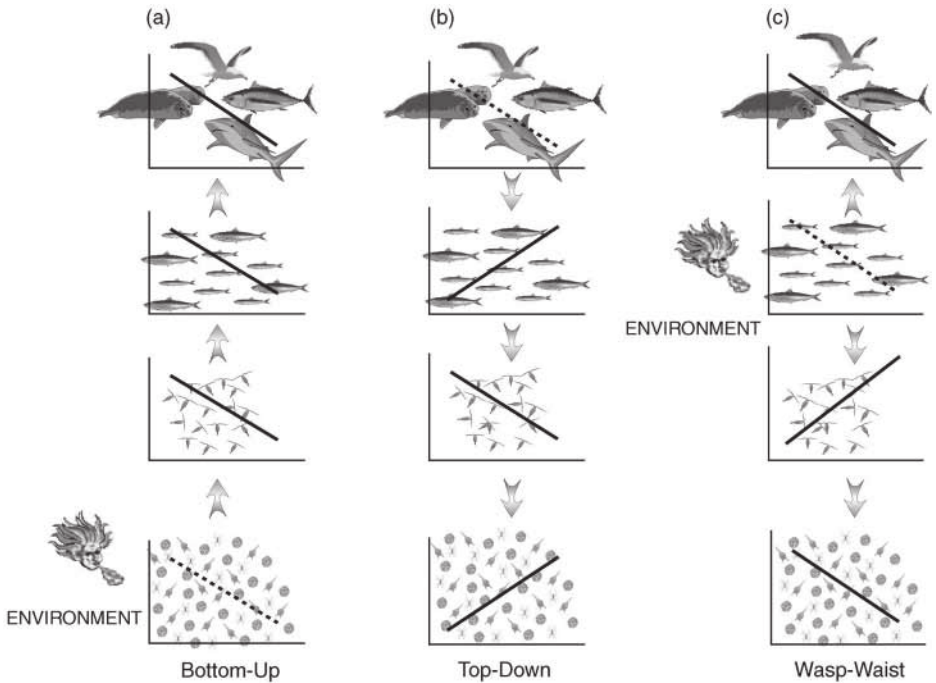 (a)
(b)
(c)
ENVIRONMENT
ENVIRONMENT
Bottom-Up
Top-Down
Wasp-Waist